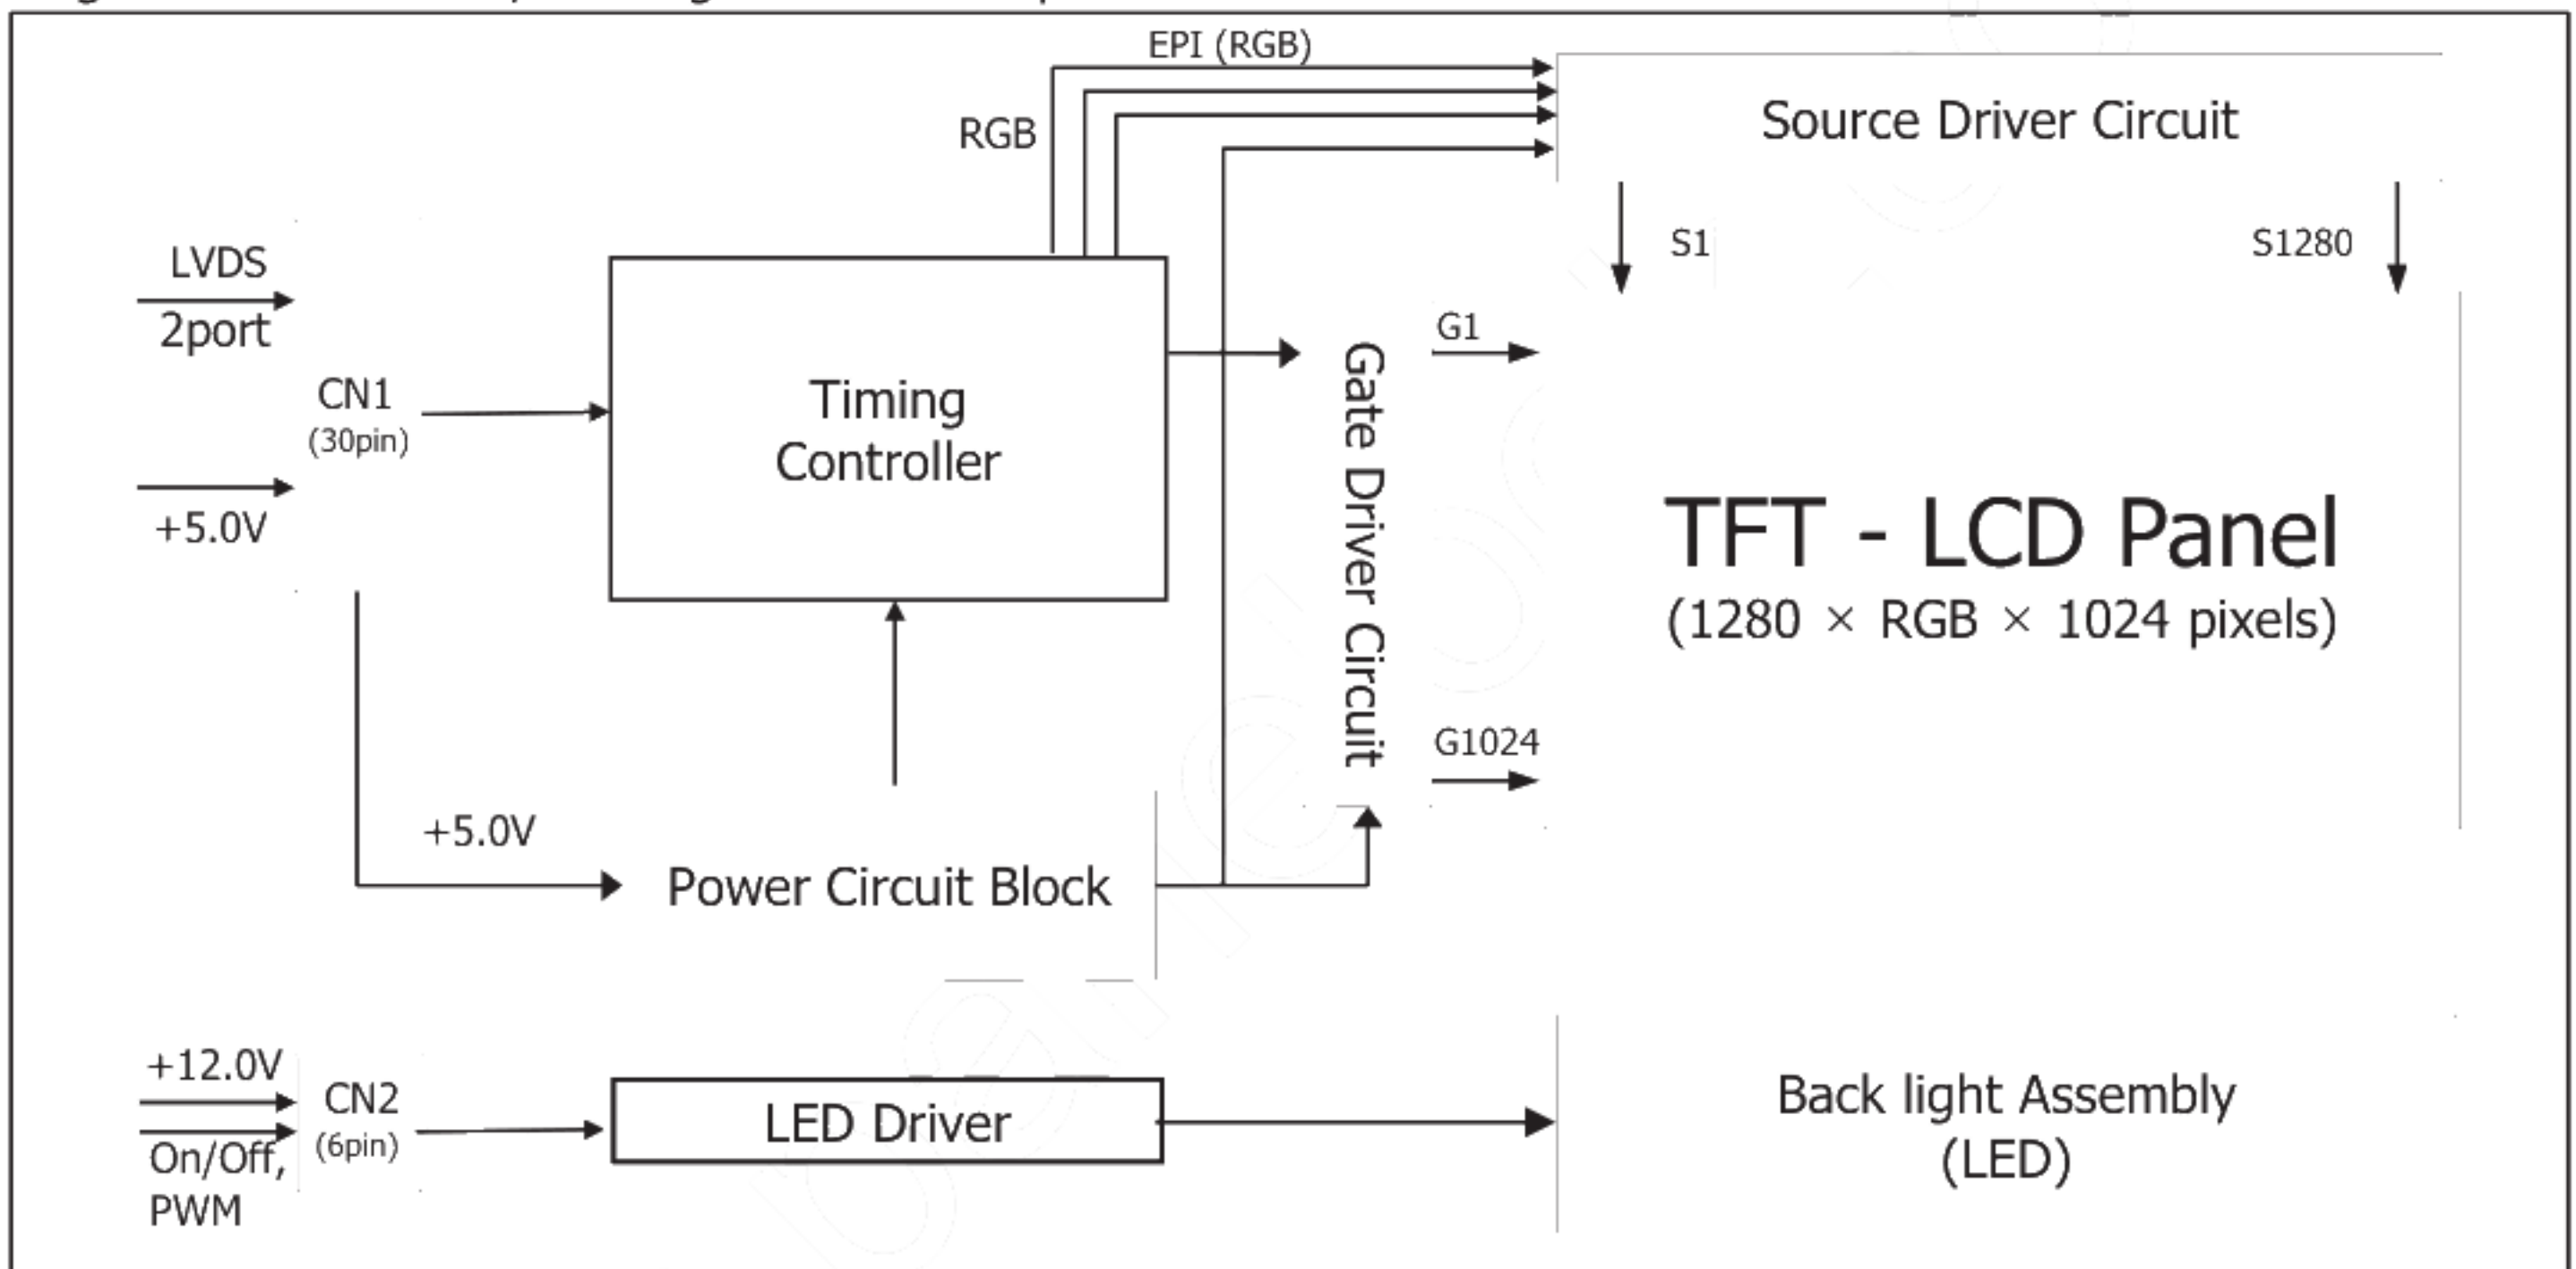 EPI (RGB)
RGB
Source Driver Circuit
S1
S1280
LVDS
2port
CN1
(30pin)
+5.0V
Timing
Controller
Gate Driver Circuit
G1
G1024
TFT - LCD Panel
(1280 × RGB × 1024 pixels)
+5.0V
Power Circuit Block
+12.0V
On/Off,
PWM
CN2
(6pin)
LED Driver
Back light Assembly
(LED)